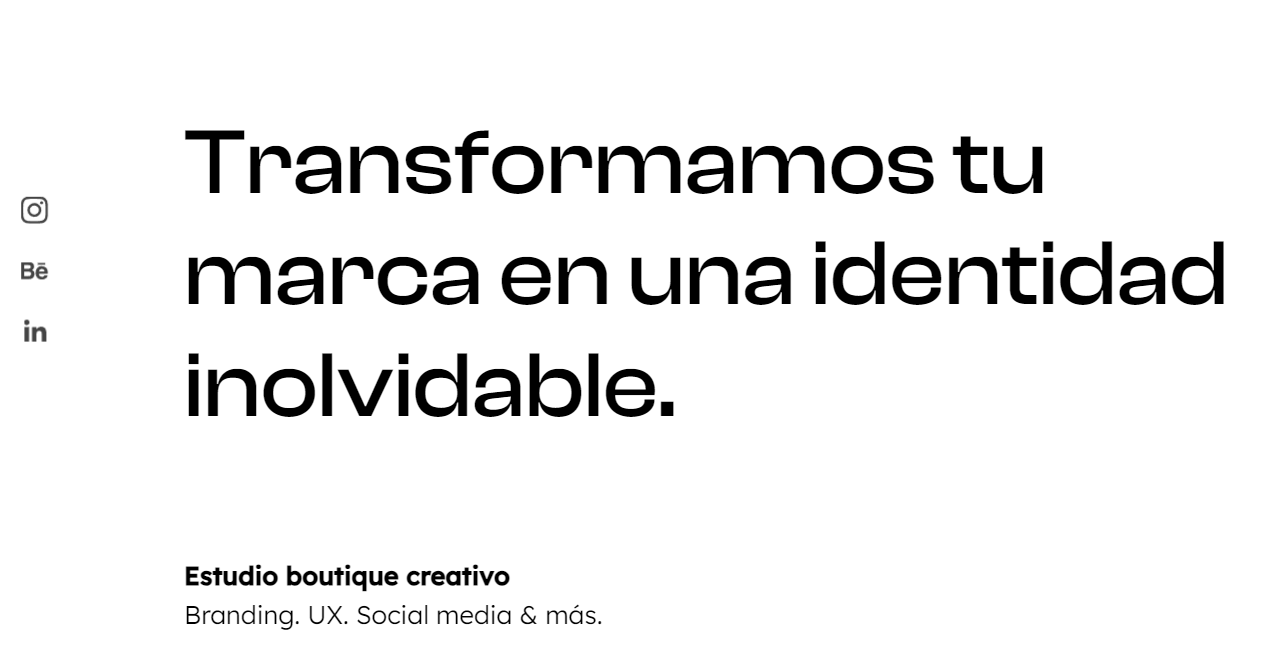 Transformamos tu
marca en una identidad
inolvidable.
Bē
in
Estudio boutique creativo
Branding. UX. Social media & más.